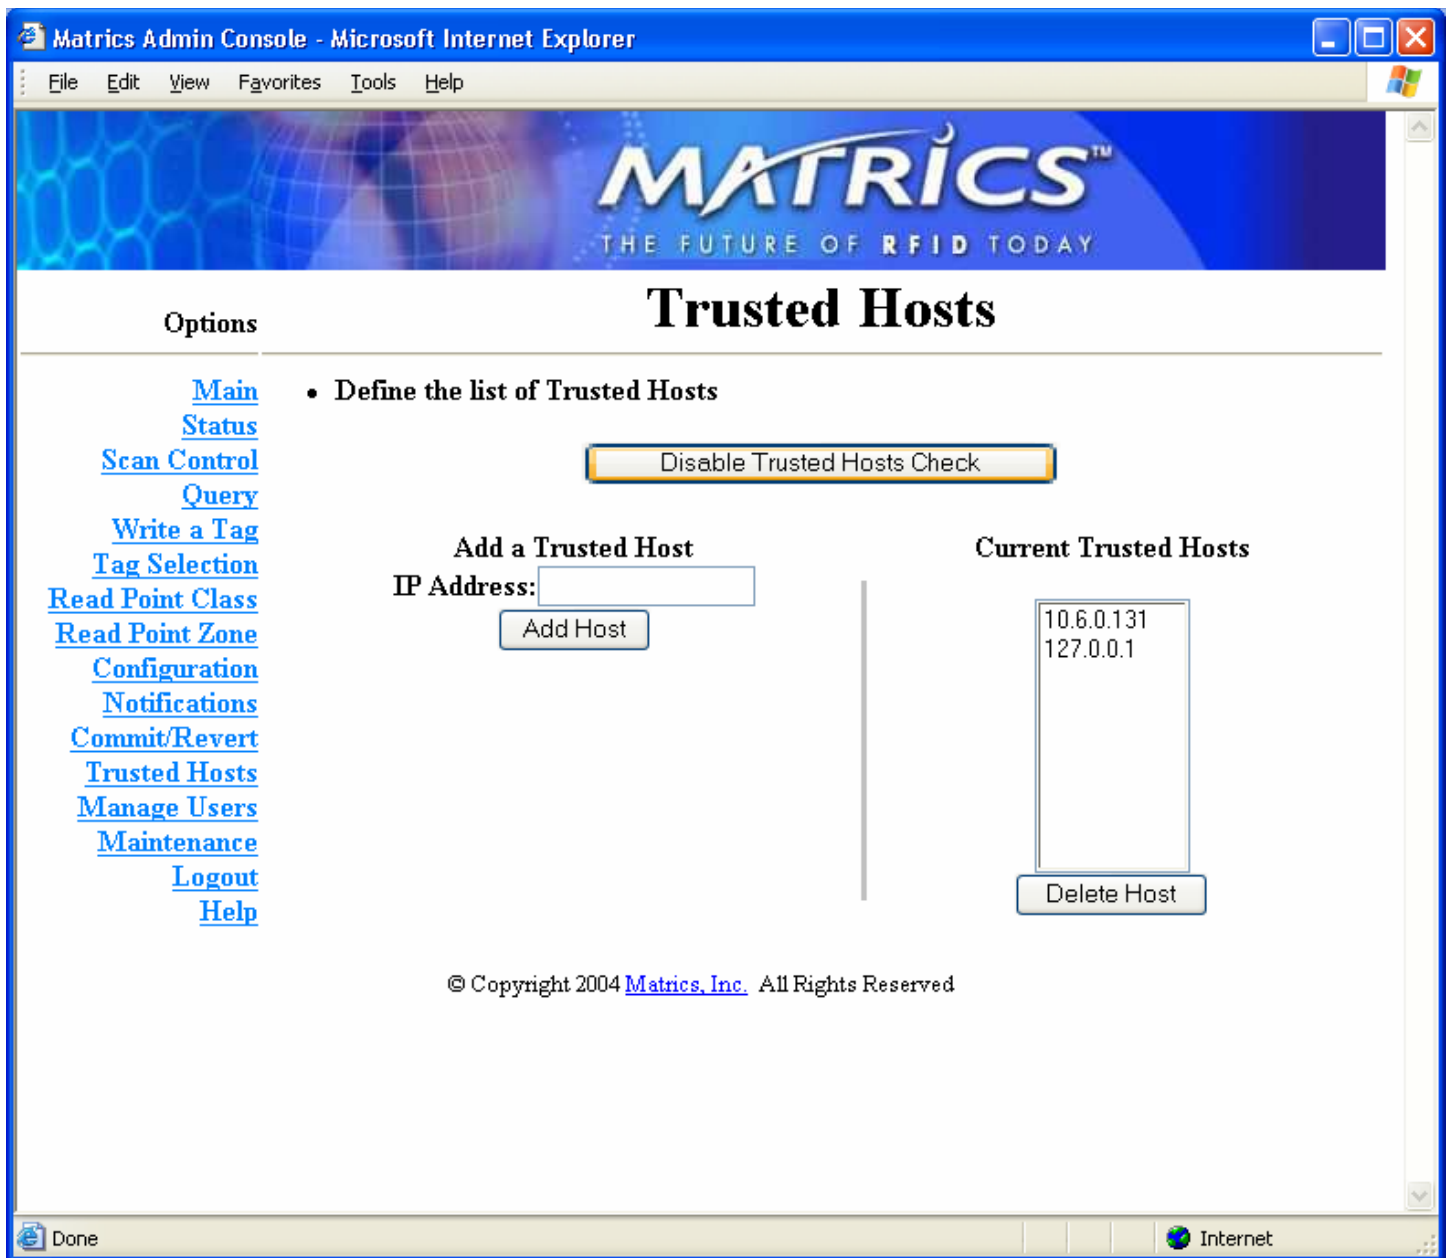 Matrics Admin Console - Microsoft Internet Explorer
File Edit View Favorites Tools Help
MATRICS™
THE FUTURE OF RFID TODAY
Options
Trusted Hosts
Main
Status
Scan Control
Query
Write a Tag
Tag Selection
Read Point Class
Read Point Zone
Configuration
Notifications
Commit/Revert
Trusted Hosts
Manage Users
Maintenance
Logout
Help
• Define the list of Trusted Hosts
Disable Trusted Hosts Check
Add a Trusted Host
IP Address:
Add Host
Current Trusted Hosts
10.6.0.131
127.0.0.1
Delete Host
© Copyright 2004 Matrics, Inc. All Rights Reserved
Done
Internet